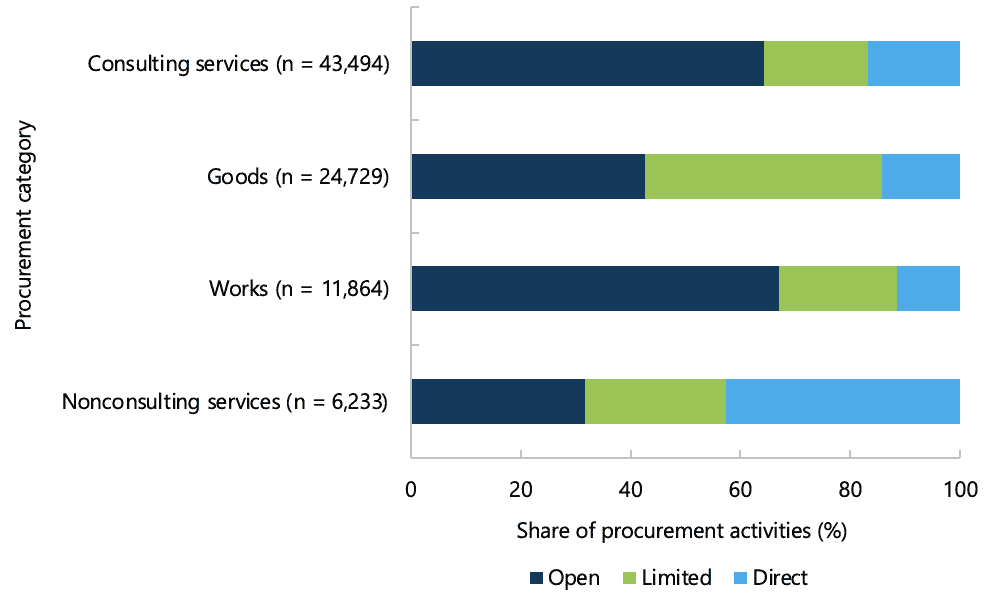 Procurement category
Consulting services (n = 43,494)
Goods (n = 24,729)
Works (n = 11,864)
Nonconsulting services (n = 6,233)
0 20 40 60 80 100
Share of procurement activities (%)
Open Limited Direct